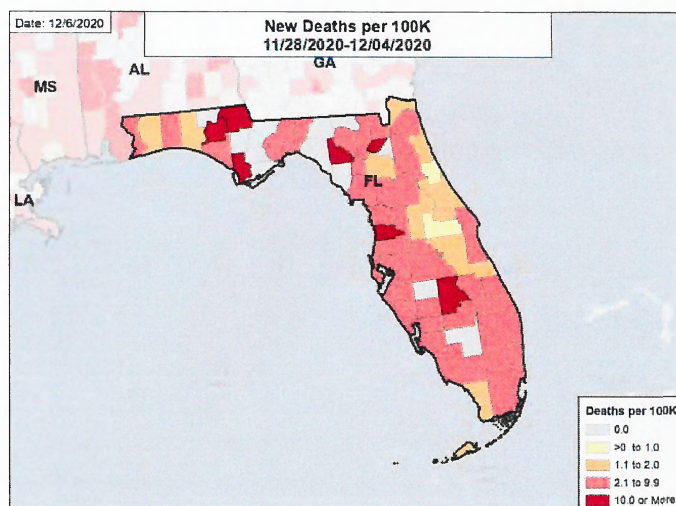 Date: 12/6/2020
New Deaths per 100K
11/28/2020-12/04/2020
GA
AL
MS
LA
FL
Deaths per 100K
0.0
>0 to 1.0
1.1 to 2.0
2.1 to 9.9
10.0 or More